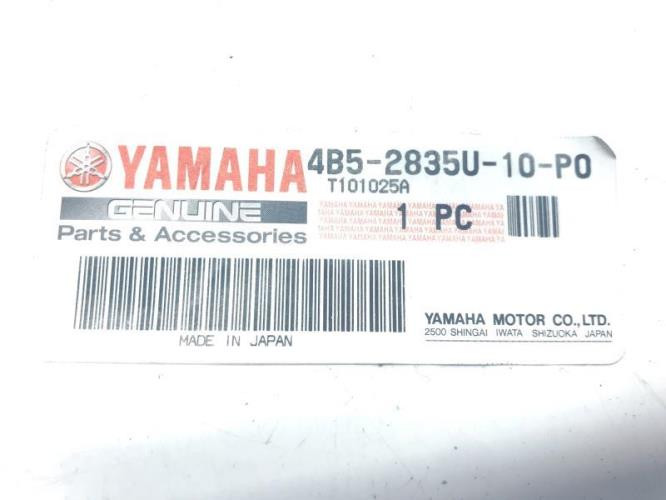 YAMAHA 4B5-2835U-10-P0
T101025A
GENUINE
1 PC
Parts & Accessories
YAMAHA MOTOR CO.,LTD.
2500 SHINGAI IWATA SHIZUOKA JAPAN
MADE IN JAPAN